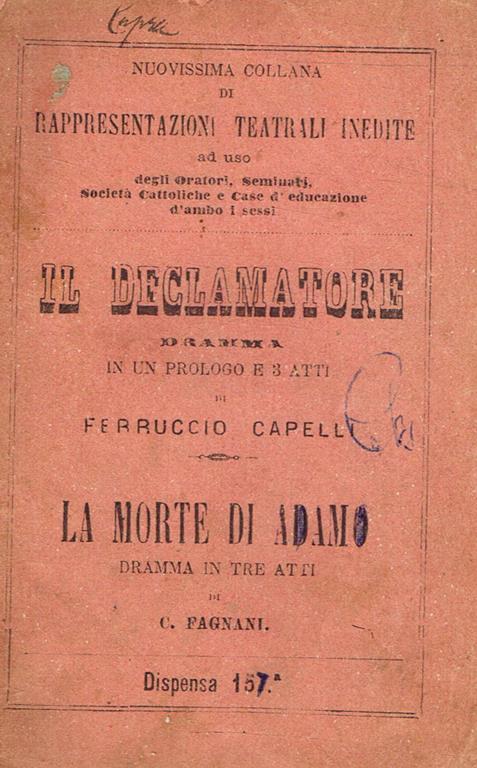 Capelli
NUOVISSIMA COLLANA
DI
RAPPRESENTAZIONI TEATRALI INEDITE
ad uso
degli Oratori, Seminarj,
Società Cattoliche e Case d' educazione
d'ambo i sessi
IL DECLAMATORE
DRAMMA
IN UN PROLOGO E 3 ATTI
DI
FERRUCCIO CAPELLI
LA MORTE DI ADAMO
DRAMMA IN TRE ATTI
DI
C. FAGNANI.
Dispensa 157.ª